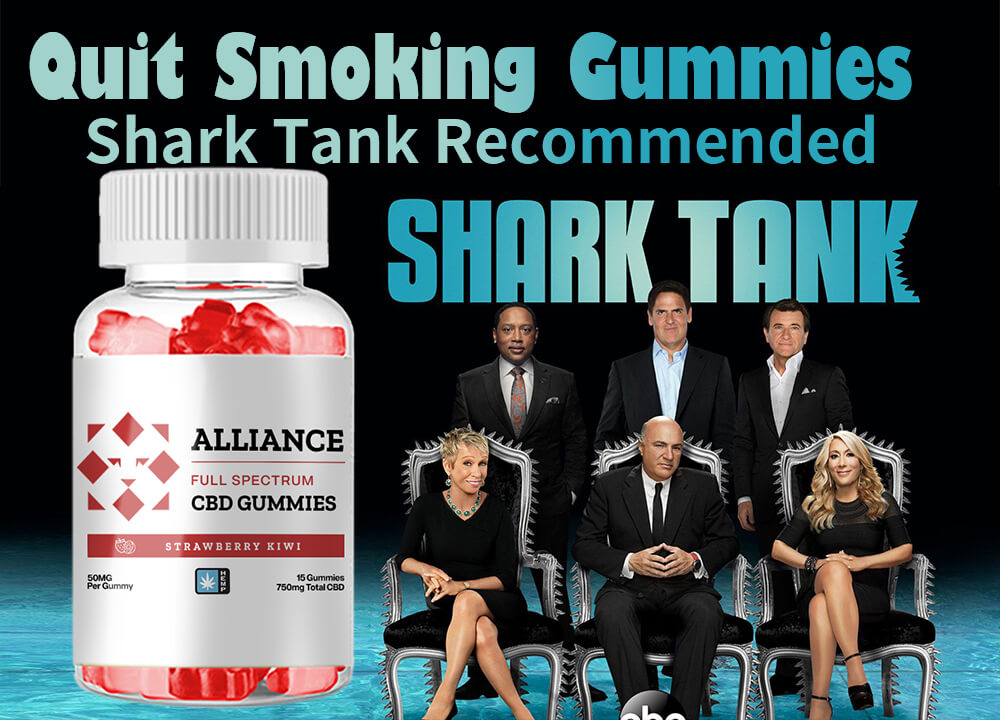 Quit Smoking Gummies
Shark Tank Recommended
SHARK TANK
ALLIANCE
FULL SPECTRUM
CBD GUMMIES
STRAWBERRY KIWI
50MG
Per Gummy
HEMP
15 Gummies
750mg Total CBD
abc